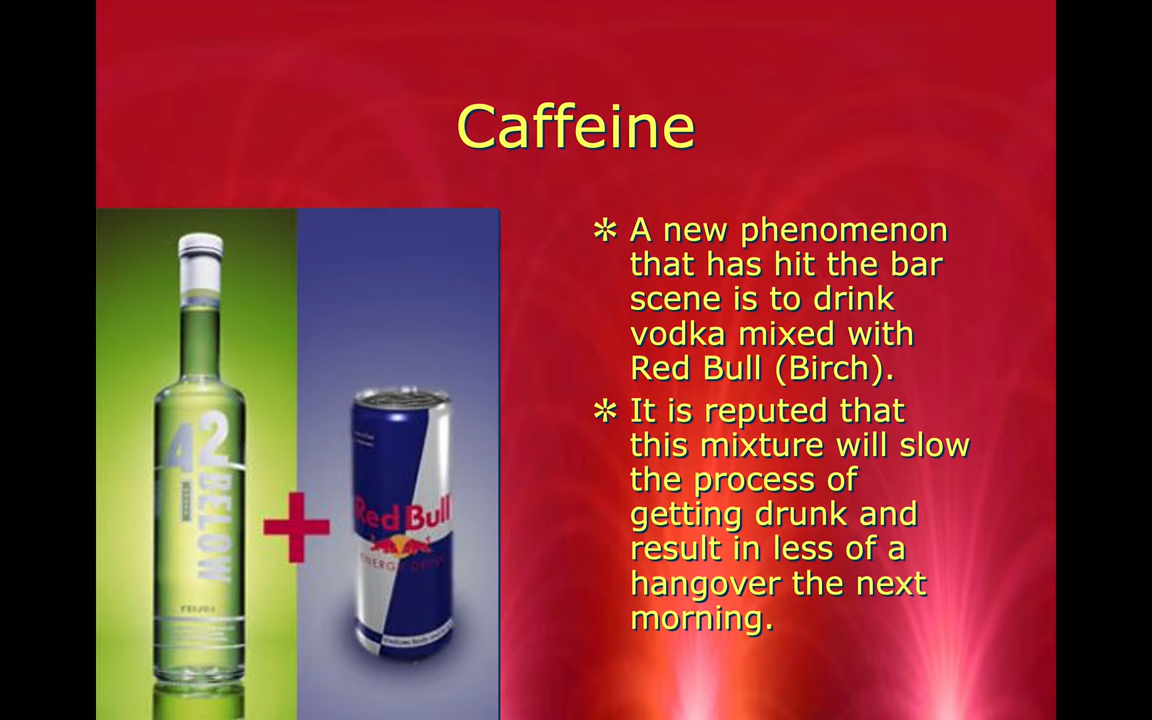 Caffeine
A new phenomenon
that has hit the bar
scene is to drink
vodka mixed with
Red Bull (Birch).
It is reputed that
this mixture will slow
the process of
getting drunk and
result in less of a
hangover the next
morning.
42
BELOW
FEIJOA
Red Bull
ENERGY DRINK